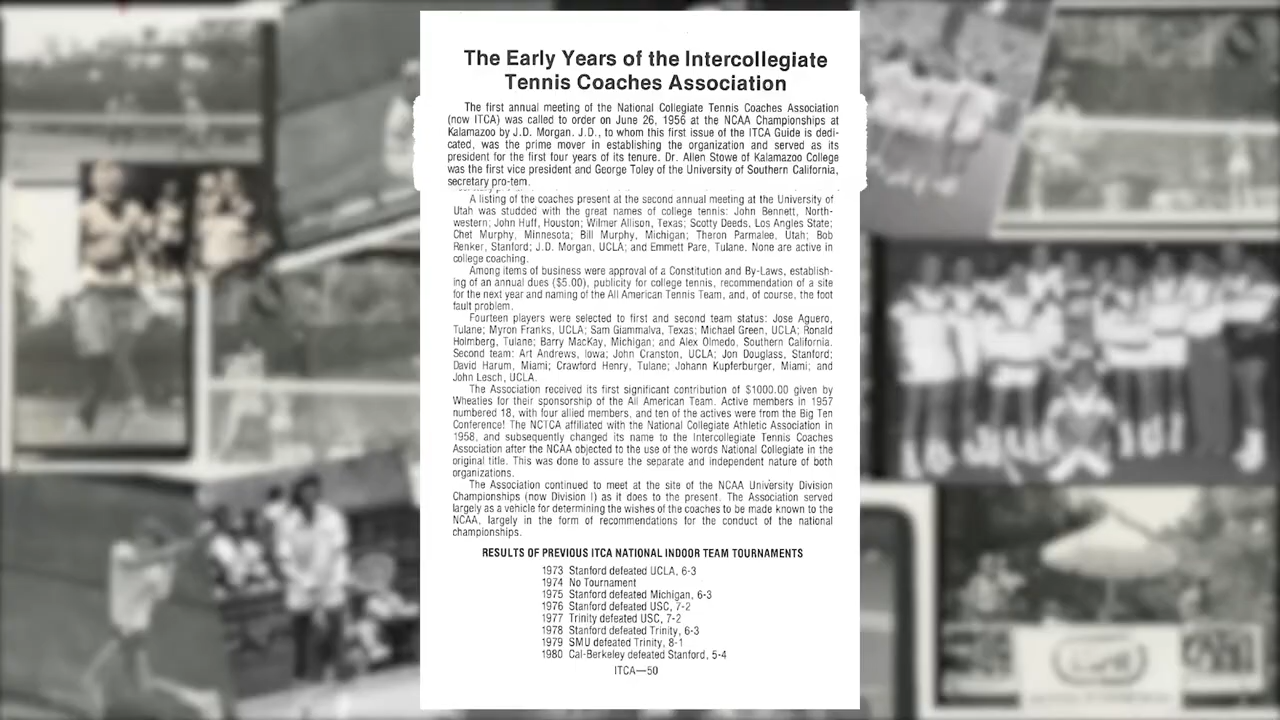 The Early Years of the Intercollegiate
Tennis Coaches Association
The first annual meeting of the National Collegiate Tennis Coaches Association
(now ITCA) was called to order on June 26, 1956 at the NCAA Championships at
Kalamazoo by J.D. Morgan. J.D., to whom this first issue of the ITCA Guide is dedi-
cated, was the prime mover in establishing the organization and served as its
president for the first four years of its tenure. Dr. Allen Stowe of Kalamazoo College
was the first vice president and George Toley of the University of Southern California,
secretary pro-tem.
A listing of the coaches present at the second annual meeting at the University of
Utah was studded with the great names of college tennis: John Bennett, North-
western; John Huff, Houston; Wilmer Allison, Texas; Scotty Deeds, Los Angles State;
Chet Murphy, Minnesota; Bill Murphy, Michigan; Theron Parmalee, Utah; Bob
Renker, Stanford; J.D. Morgan, UCLA; and Emmett Pare, Tulane. None are active in
college coaching.
Among items of business were approval of a Constitution and By-Laws, establish-
ing of an annual dues ($5.00), publicity for college tennis, recommendation of a site
for the next year and naming of the All American Tennis Team, and, of course, the foot
fault problem.
Fourteen players were selected to first and second team status: Jose Aguero,
Tulane; Myron Franks, UCLA; Sam Giammalva, Texas; Michael Green, UCLA; Ronald
Holmberg, Tulane; Barry MacKay, Michigan; and Alex Olmedo, Southern California.
Second team: Art Andrews, Iowa; John Cranston, UCLA; Jon Douglass, Stanford;
David Harum, Miami; Crawford Henry, Tulane; Johann Kupferburger, Miami; and
John Lesch, UCLA.
The Association received its first significant contribution of $1000.00 given by
Wheaties for their sponsorship of the All American Team. Active members in 1957
numbered 18, with four allied members, and ten of the actives were from the Big Ten
Conference! The NCTCA affiliated with the National Collegiate Athletic Association in
1958, and subsequently changed its name to the Intercollegiate Tennis Coaches
Association after the NCAA objected to the use of the words National Collegiate in the
original title. This was done to assure the separate and independent nature of both
organizations.
The Association continued to meet at the site of the NCAA University Division
Championships (now Division I) as it does to the present. The Association served
largely as a vehicle for determining the wishes of the coaches to be made known to the
NCAA, largely in the form of recommendations for the conduct of the national
championships.
RESULTS OF PREVIOUS ITCA NATIONAL INDOOR TEAM TOURNAMENTS
1973 Stanford defeated UCLA, 6-3
1974 No Tournament
1975 Stanford defeated Michigan, 6-3
1976 Stanford defeated USC, 7-2
1977 Trinity defeated USC, 7-2
1978 Stanford defeated Trinity, 6-3
1979 SMU defeated Trinity, 8-1
1980 Cal-Berkeley defeated Stanford, 5-4
ITCA—50